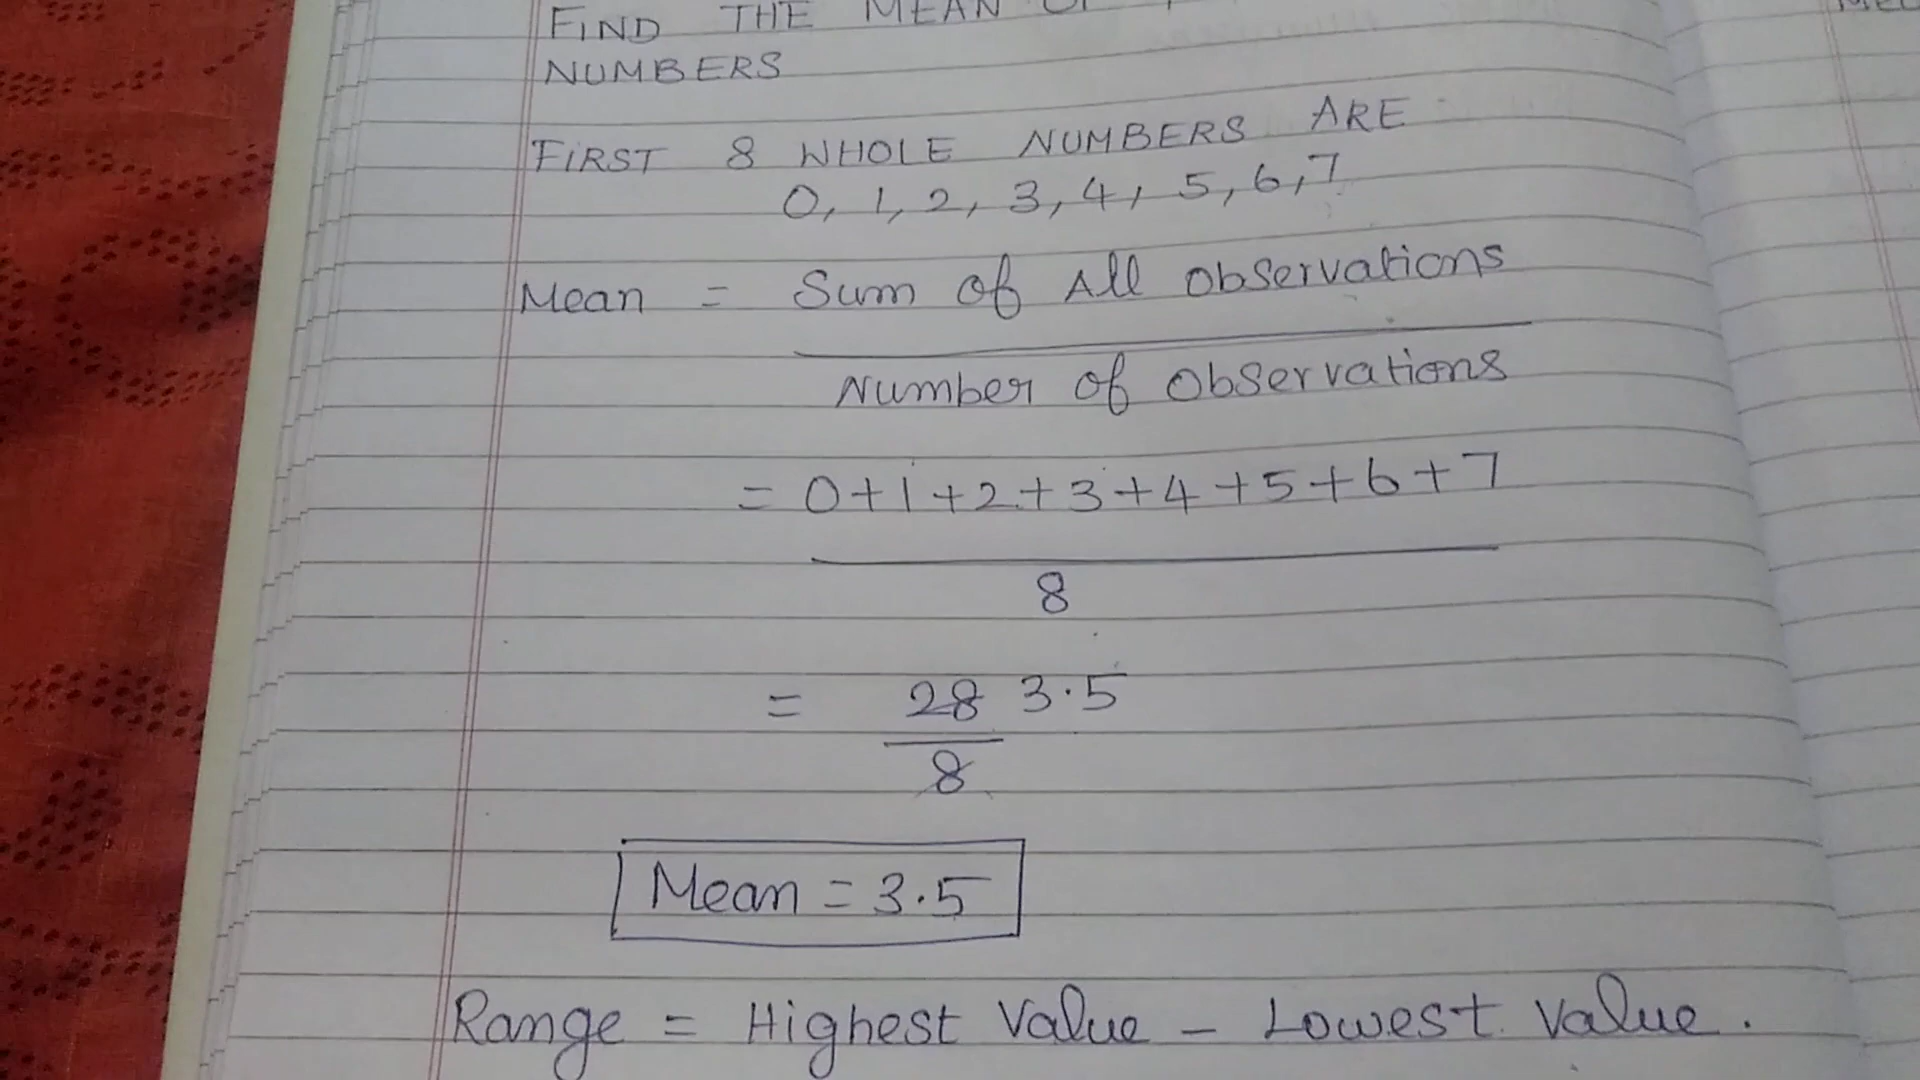 FIND THE MEAN OF
NUMBERS
FIRST 8 WHOLE NUMBERS ARE
0, 1, 2, 3, 4, 5, 6, 7
Mean = Sum of All Observations
Number of Observations
= 0+1+2+3+4+5+6+7
8
= 28 3.5
8
Mean = 3.5
Range = Highest Value - Lowest Value.